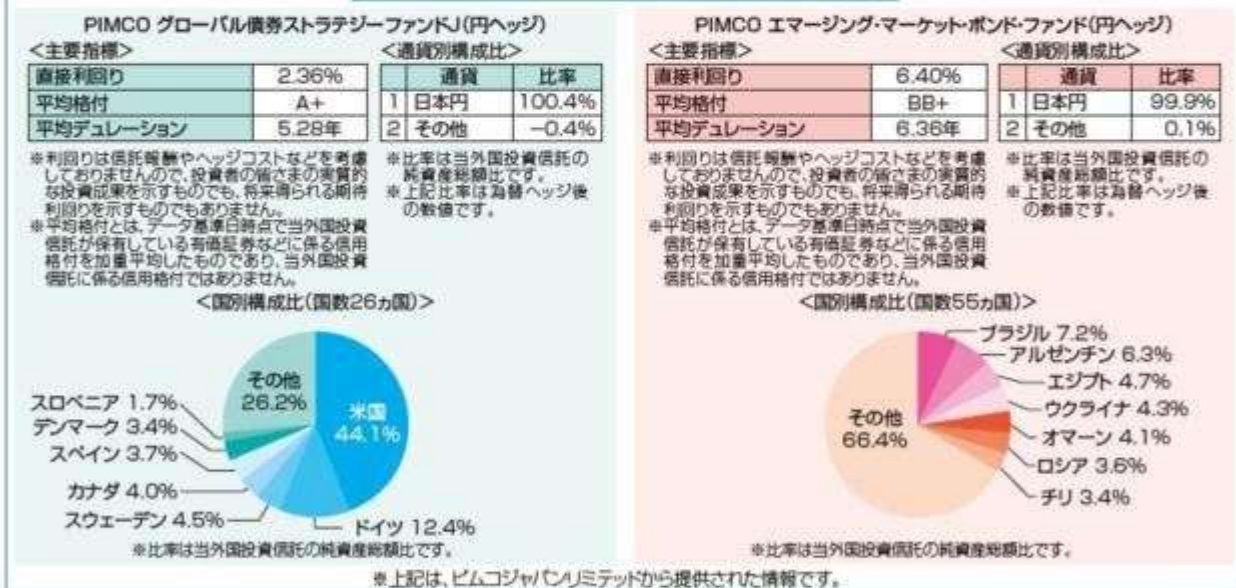 PIMCO グローバル債券ストラテジーファンドJ(円ヘッジ)
<主要指標>
直接利回り 2.36%
平均格付 A+
平均デュレーション 5.28年
※利回りは信託報酬やヘッジコストなどを考慮
しておりませんので、投資者の皆さまの実質的
な投資成果を示すものでも、将来得られる期待
利回りを示すものでもありません。
※平均格付とは、データ基準日時点で当外国投資
信託が保有している有価証券などに係る信用
格付を加重平均したものであり、当外国投資
信託に係る信用格付ではありません。
<通貨別構成比>
通貨 比率
1 日本円 100.4%
2 その他 −0.4%
※比率は当外国投資信託の
純資産総額比です。
※上記比率は為替ヘッジ後
の数値です。
<国別構成比(国数26ヵ国)>
その他
26.2%
米国
44.1%
スロベニア 1.7%
デンマーク 3.4%
スペイン 3.7%
カナダ 4.0%
スウェーデン 4.5%
ドイツ 12.4%
※比率は当外国投資信託の純資産総額比です。
PIMCO エマージング・マーケット・ボンド・ファンド(円ヘッジ)
<主要指標>
直接利回り 6.40%
平均格付 BB+
平均デュレーション 6.36年
※利回りは信託報酬やヘッジコストなどを考慮
しておりませんので、投資者の皆さまの実質的
な投資成果を示すものでも、将来得られる期待
利回りを示すものでもありません。
※平均格付とは、データ基準日時点で当外国投資
信託が保有している有価証券などに係る信用
格付を加重平均したものであり、当外国投資
信託に係る信用格付ではありません。
<通貨別構成比>
通貨 比率
1 日本円 99.9%
2 その他 0.1%
※比率は当外国投資信託の
純資産総額比です。
※上記比率は為替ヘッジ後
の数値です。
<国別構成比(国数55ヵ国)>
ブラジル 7.2%
アルゼンチン 6.3%
エジプト 4.7%
ウクライナ 4.3%
オマーン 4.1%
ロシア 3.6%
チリ 3.4%
その他
66.4%
※比率は当外国投資信託の純資産総額比です。
※上記は、ピムコジャパンリミテッドから提供された情報です。